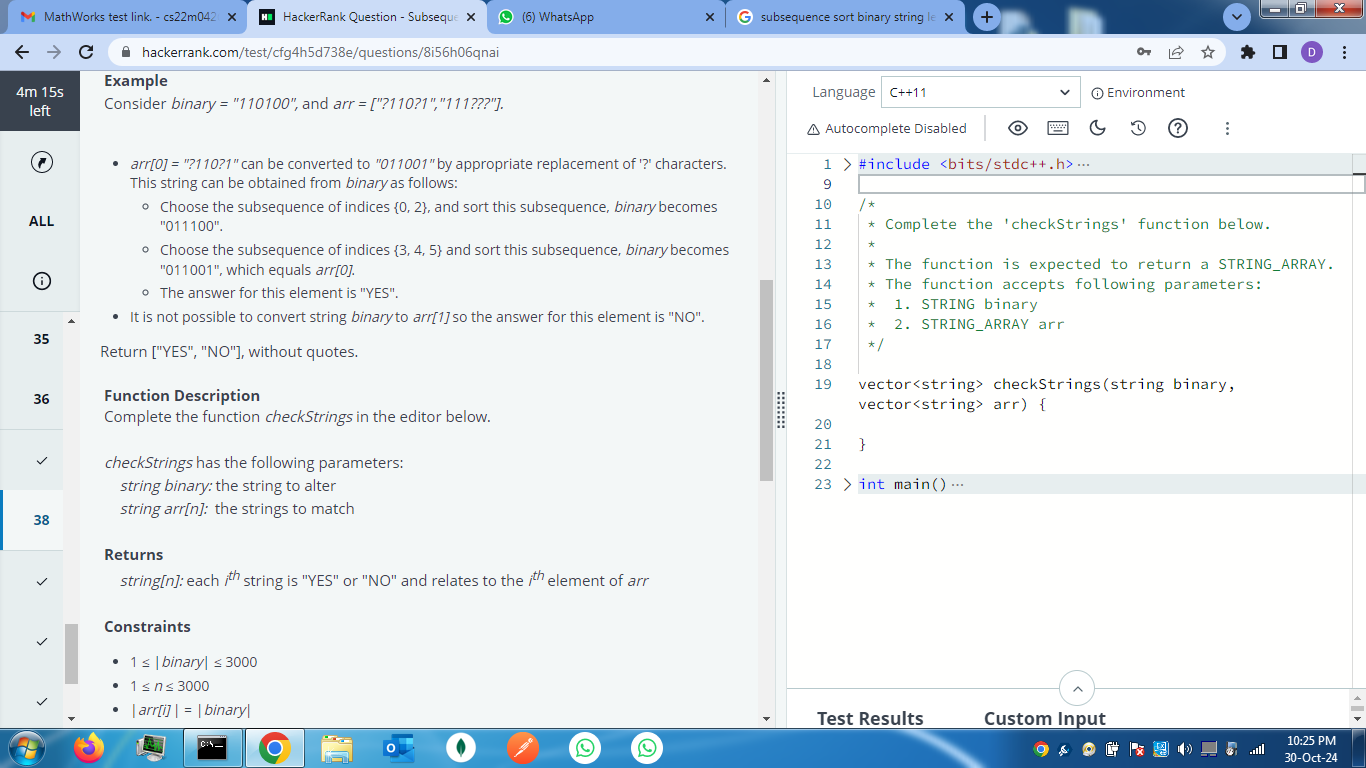 MathWorks test link. - cs22m042
HackerRank Question - Subseque
(6) WhatsApp
subsequence sort binary string le
hackerrank.com/test/cfg4h5d738e/questions/8i56h06qnai
D
4m 15s
left
ALL
35
36
38
Example
Consider binary = "110100", and arr = ["?110?1","111???"].
• arr[0] = "?110?1" can be converted to "011001" by appropriate replacement of '?' characters.
This string can be obtained from binary as follows:
Choose the subsequence of indices {0, 2}, and sort this subsequence, binary becomes
"011100".
Choose the subsequence of indices {3, 4, 5} and sort this subsequence, binary becomes
"011001", which equals arr[0].
The answer for this element is "YES".
• It is not possible to convert string binary to arr[1] so the answer for this element is "NO".
Return ["YES", "NO"], without quotes.
Function Description
Complete the function checkStrings in the editor below.
checkStrings has the following parameters:
string binary: the string to alter
string arr[n]: the strings to match
Returns
string[n]: each ith string is "YES" or "NO" and relates to the ith element of arr
Constraints
• 1 ≤ |binary| ≤ 3000
• 1 ≤ n ≤ 3000
• |arr[i] | = |binary|
Language C++11 Environment
Autocomplete Disabled
1 #include <bits/stdc++.h>
9
10 /*
11 * Complete the 'checkStrings' function below.
12 *
13 * The function is expected to return a STRING_ARRAY.
14 * The function accepts following parameters:
15 * 1. STRING binary
16 * 2. STRING_ARRAY arr
17 */
18
19 vector<string> checkStrings(string binary,
vector<string> arr) {
20
21 }
22
23 int main()
Test Results Custom Input
10:25 PM
30-Oct-24